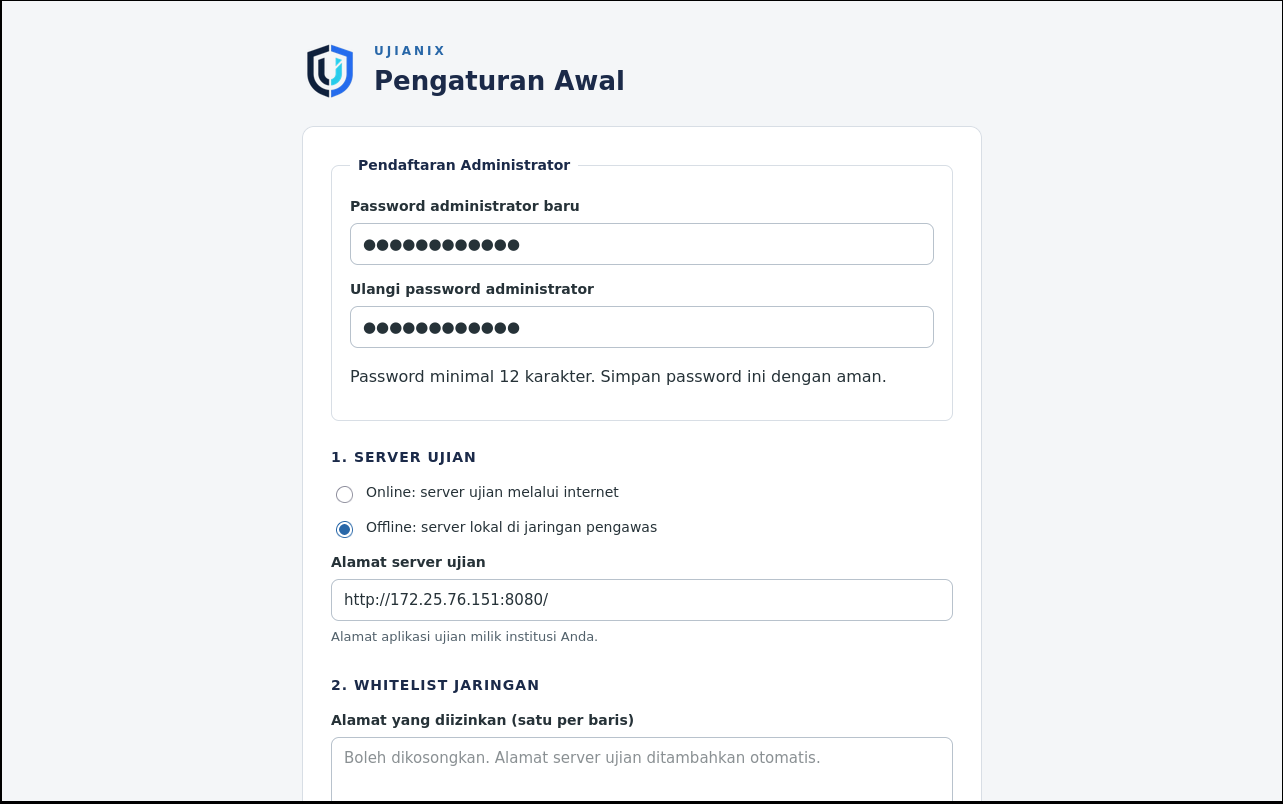 UJIANIX
Pengaturan Awal
Pendaftaran Administrator
Password administrator baru
●●●●●●●●●●●●
Ulangi password administrator
●●●●●●●●●●●●
Password minimal 12 karakter. Simpan password ini dengan aman.
1. SERVER UJIAN
Online: server ujian melalui internet
Offline: server lokal di jaringan pengawas
Alamat server ujian
http://172.25.76.151:8080/
Alamat aplikasi ujian milik institusi Anda.
2. WHITELIST JARINGAN
Alamat yang diizinkan (satu per baris)
Boleh dikosongkan. Alamat server ujian ditambahkan otomatis.